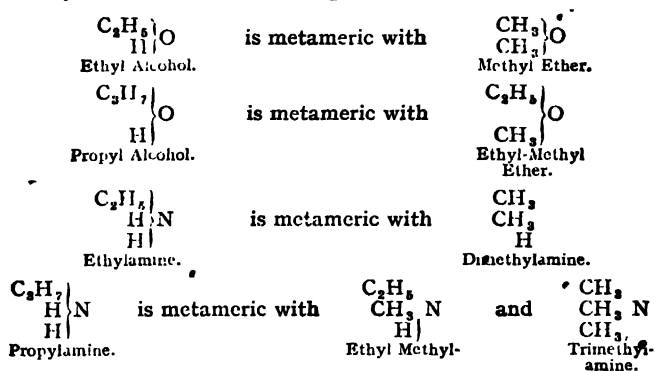 C₂H₅
H}O is metameric with CH₃
CH₃}O
Ethyl Alcohol. Methyl Ether.
C₃H₇
H}O is metameric with C₂H₅
CH₃}O
Propyl Alcohol. Ethyl-Methyl
Ether.
C₂H₅
H
H}N is metameric with CH₃
CH₃
H
Ethylamine. Dimethylamine.
C₃H₇
H
H}N is metameric with C₂H₅
CH₃
H}N and CH₃
CH₃
CH₃ N
Propylamine. Ethyl Methyl- Trimethyl-
amine.